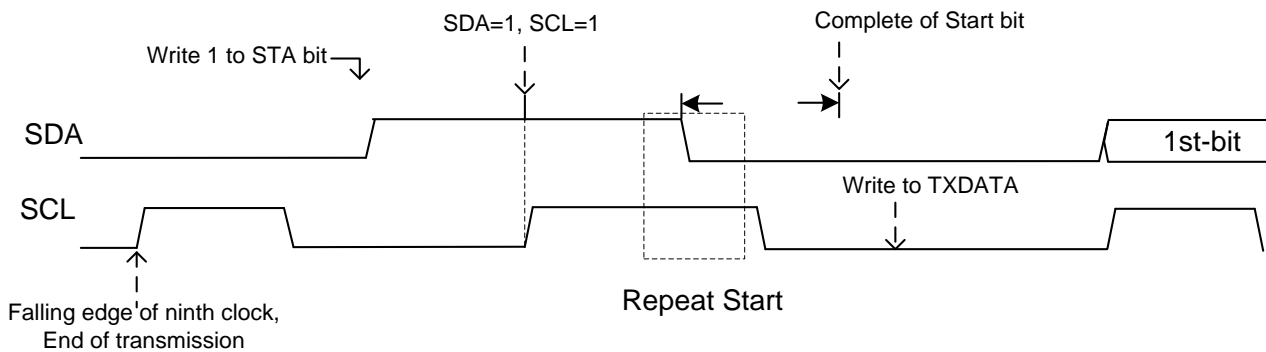 SDA=1, SCL=1
Complete of Start bit
Write 1 to STA bit
SDA
1st-bit
Write to TXDATA
SCL
Repeat Start
Falling edge of ninth clock,
End of transmission